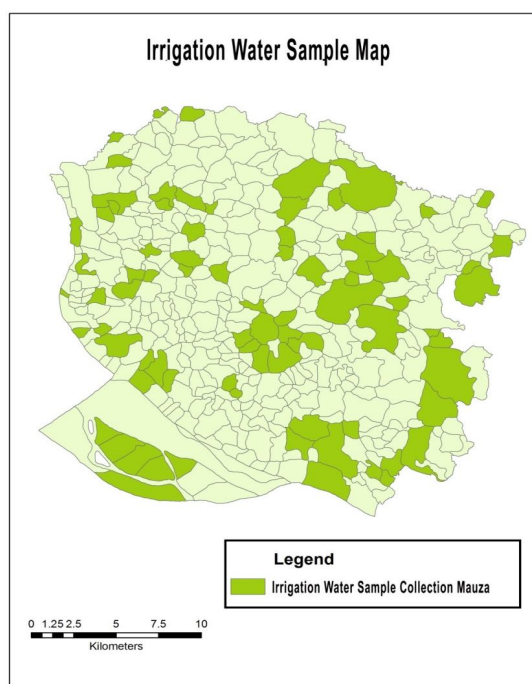 Irrigation Water Sample Map
Legend
Irrigation Water Sample Collection Mauza
0 1.25 2.5 5 7.5 10
Kilometers